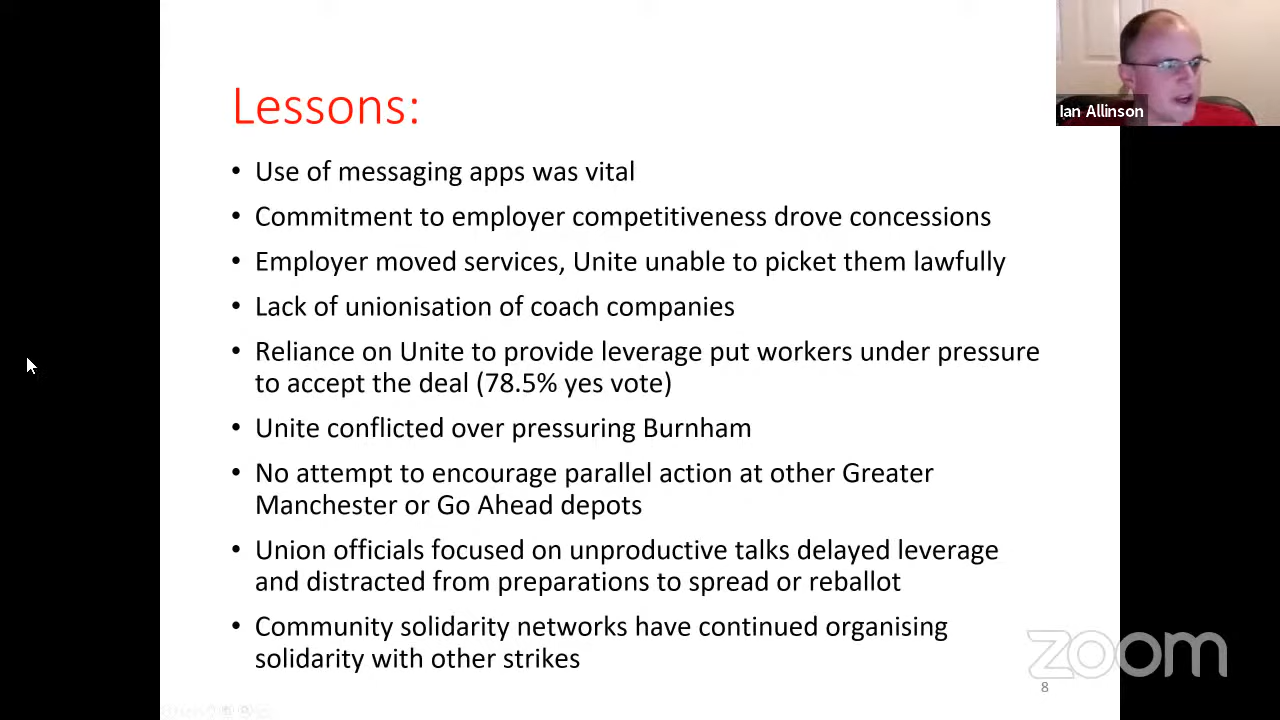 Lessons:
Ian Allinson
• Use of messaging apps was vital
• Commitment to employer competitiveness drove concessions
• Employer moved services, Unite unable to picket them lawfully
• Lack of unionisation of coach companies
• Reliance on Unite to provide leverage put workers under pressure
to accept the deal (78.5% yes vote)
• Unite conflicted over pressuring Burnham
• No attempt to encourage parallel action at other Greater
Manchester or Go Ahead depots
• Union officials focused on unproductive talks delayed leverage
and distracted from preparations to spread or reballot
• Community solidarity networks have continued organising
solidarity with other strikes
zoom
8